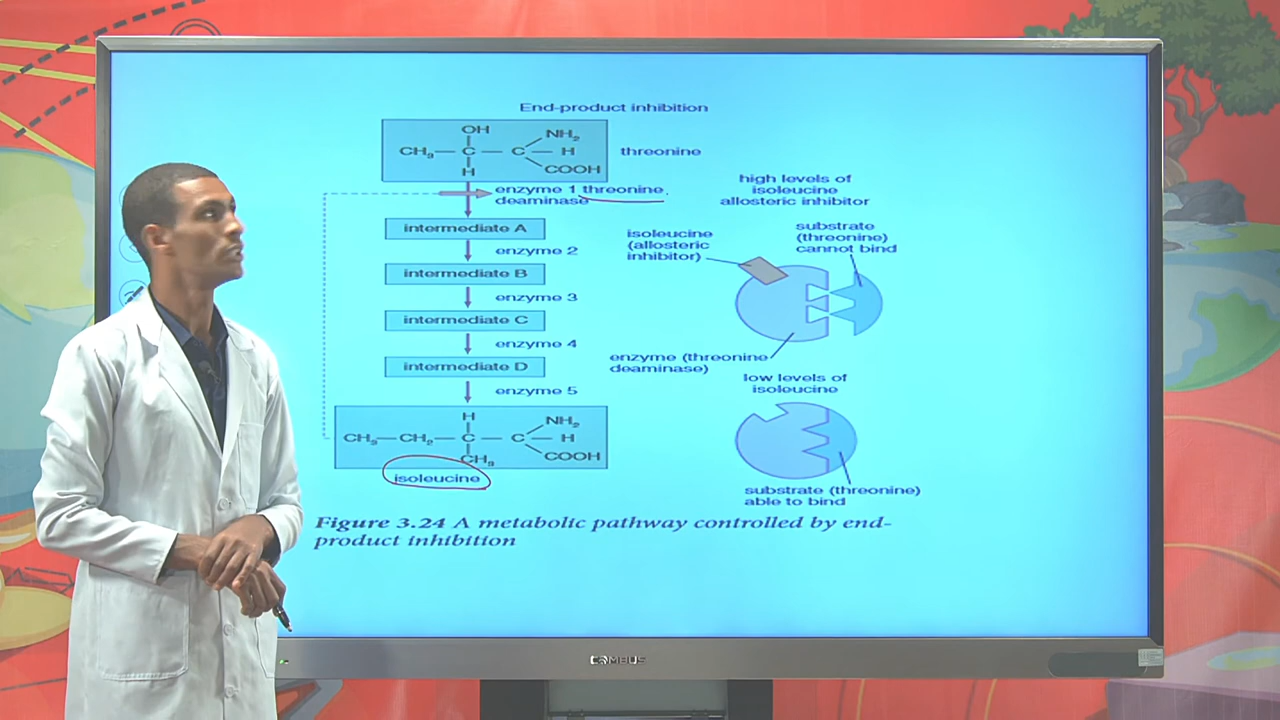 End-product inhibition
OH
NH₂
CH₃ — C — C — H
H
COOH
threonine
enzyme 1 threonine
deaminase
intermediate A
enzyme 2
intermediate B
enzyme 3
intermediate C
enzyme 4
intermediate D
enzyme 5
H
NH₂
CH₃ — CH₂ — C — C — H
CH₃
COOH
isoleucine
high levels of
isoleucine
allosteric inhibitor
isoleucine
(allosteric
inhibitor)
substrate
(threonine)
cannot bind
enzyme (threonine
deaminase)
low levels of
isoleucine
substrate (threonine)
able to bind
Figure 3.24 A metabolic pathway controlled by end-
product inhibition